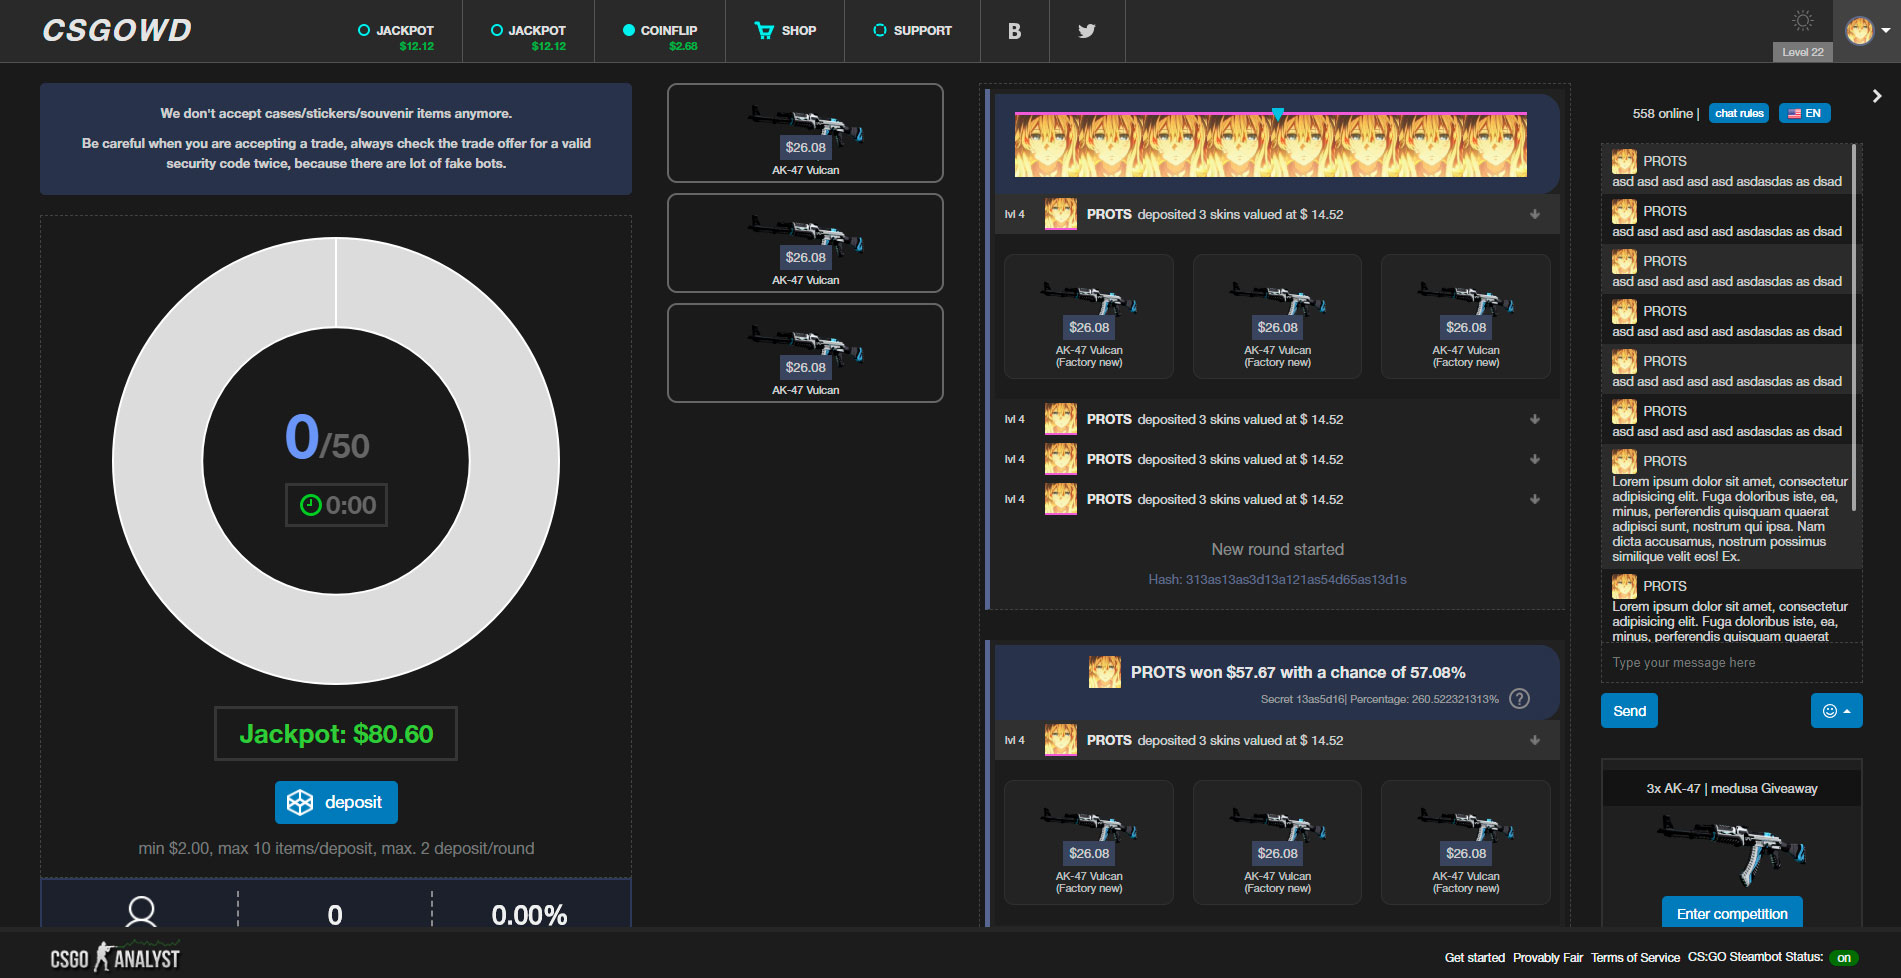 CSGOWD
JACKPOT
$12.12
JACKPOT
$12.12
COINFLIP
$2.68
SHOP
SUPPORT
B
Level 22
We don't accept cases/stickers/souvenir items anymore.
Be careful when you are accepting a trade, always check the trade offer for a valid
security code twice, because there are lot of fake bots.
0/50
0:00
Jackpot: $80.60
deposit
min $2.00, max 10 items/deposit, max. 2 deposit/round
0
0.00%
$26.08
AK-47 Vulcan
$26.08
AK-47 Vulcan
$26.08
AK-47 Vulcan
lvl 4 PROTS deposited 3 skins valued at $ 14.52
$26.08
AK-47 Vulcan
(Factory new)
$26.08
AK-47 Vulcan
(Factory new)
$26.08
AK-47 Vulcan
(Factory new)
lvl 4 PROTS deposited 3 skins valued at $ 14.52
lvl 4 PROTS deposited 3 skins valued at $ 14.52
lvl 4 PROTS deposited 3 skins valued at $ 14.52
New round started
Hash: 313as13as3d13a121as54d65as13d1s
PROTS won $57.67 with a chance of 57.08%
Secret 13as5d16| Percentage: 260.522321313% ?
lvl 4 PROTS deposited 3 skins valued at $ 14.52
$26.08
AK-47 Vulcan
(Factory new)
$26.08
AK-47 Vulcan
(Factory new)
$26.08
AK-47 Vulcan
(Factory new)
558 online | chat rules EN
PROTS
asd asd asd asd asd asdasdas as dsad
PROTS
asd asd asd asd asd asdasdas as dsad
PROTS
asd asd asd asd asd asdasdas as dsad
PROTS
asd asd asd asd asd asdasdas as dsad
PROTS
asd asd asd asd asd asdasdas as dsad
PROTS
asd asd asd asd asd asdasdas as dsad
PROTS
Lorem ipsum dolor sit amet, consectetur
adipisicing elit. Fuga doloribus iste, ea,
minus, perferendis quisquam quaerat
adipisci sunt, nostrum qui ipsa. Nam
dicta accusamus, nostrum possimus
similique velit eos! Ex.
PROTS
Lorem ipsum dolor sit amet, consectetur
adipisicing elit. Fuga doloribus iste, ea,
minus, perferendis quisquam quaerat
Type your message here
Send
3x AK-47 | medusa Giveaway
Enter competition
CSGO ANALYST
Get started Provably Fair Terms of Service CS:GO Steambot Status: on